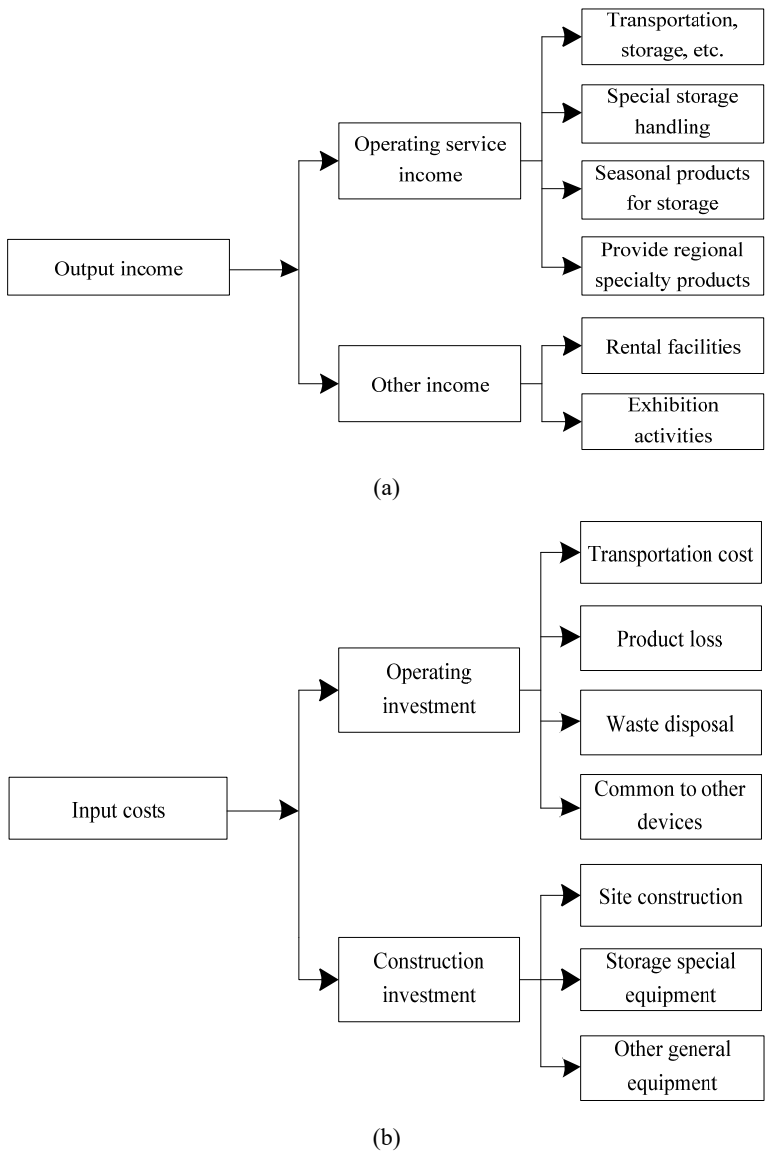 Output income
Operating service
income
Transportation,
storage, etc.
Special storage
handling
Seasonal products
for storage
Provide regional
specialty products
Other income
Rental facilities
Exhibition
activities
(a)
Input costs
Operating
investment
Transportation cost
Product loss
Waste disposal
Common to other
devices
Construction
investment
Site construction
Storage special
equipment
Other general
equipment
(b)